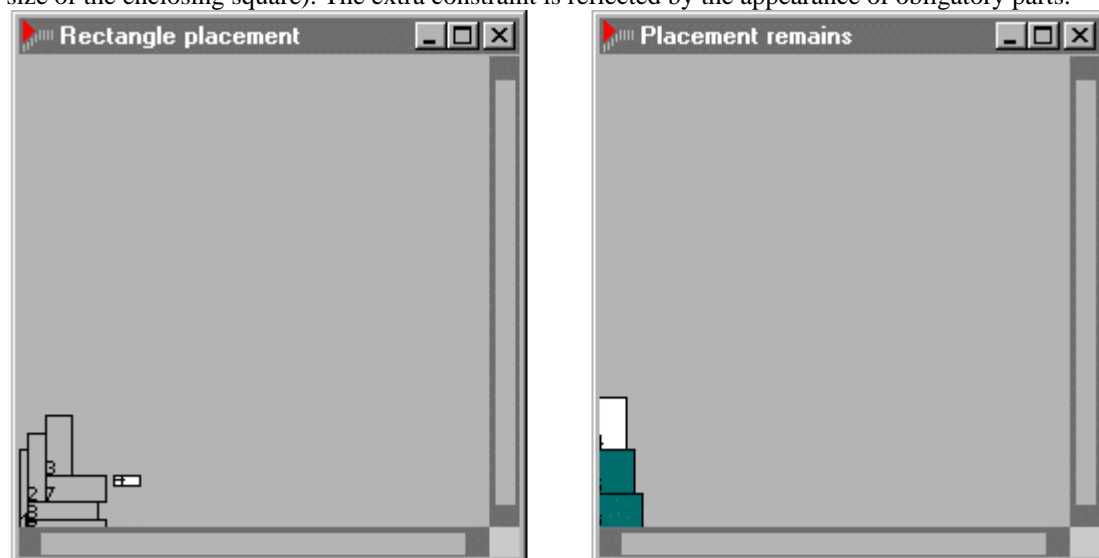 size of the enclosing square). The extra constraint is reflected by the appearance of obligatory parts.
Rectangle placement
Placement remains
3
2 7